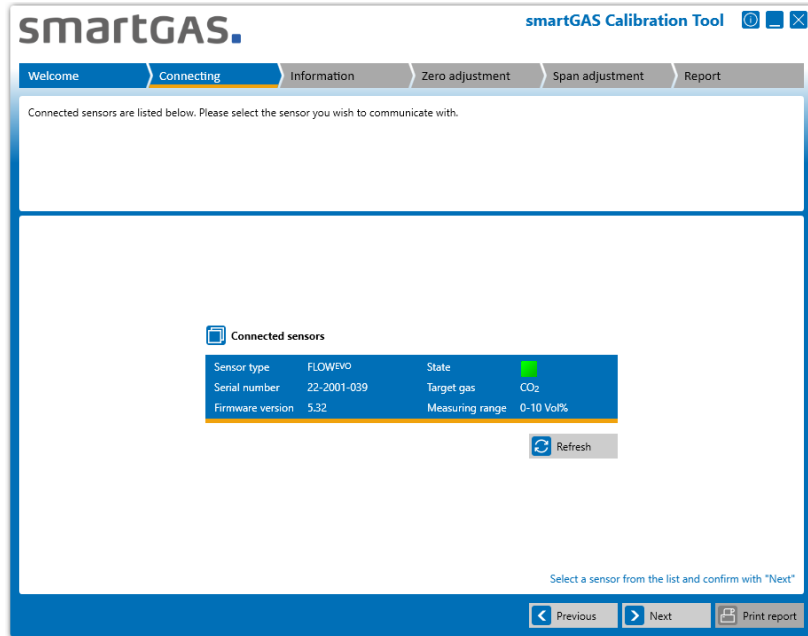 smartGAS Calibration Tool
smartGAS.
Welcome
Connecting
Information
Zero adjustment
Span adjustment
Report
Connected sensors are listed below. Please select the sensor you wish to communicate with.
Connected sensors
Sensor type FLOWEVO State
Serial number 22-2001-039 Target gas CO₂
Firmware version 5.32 Measuring range 0-10 Vol%
Refresh
Select a sensor from the list and confirm with "Next"
Previous
Next
Print report